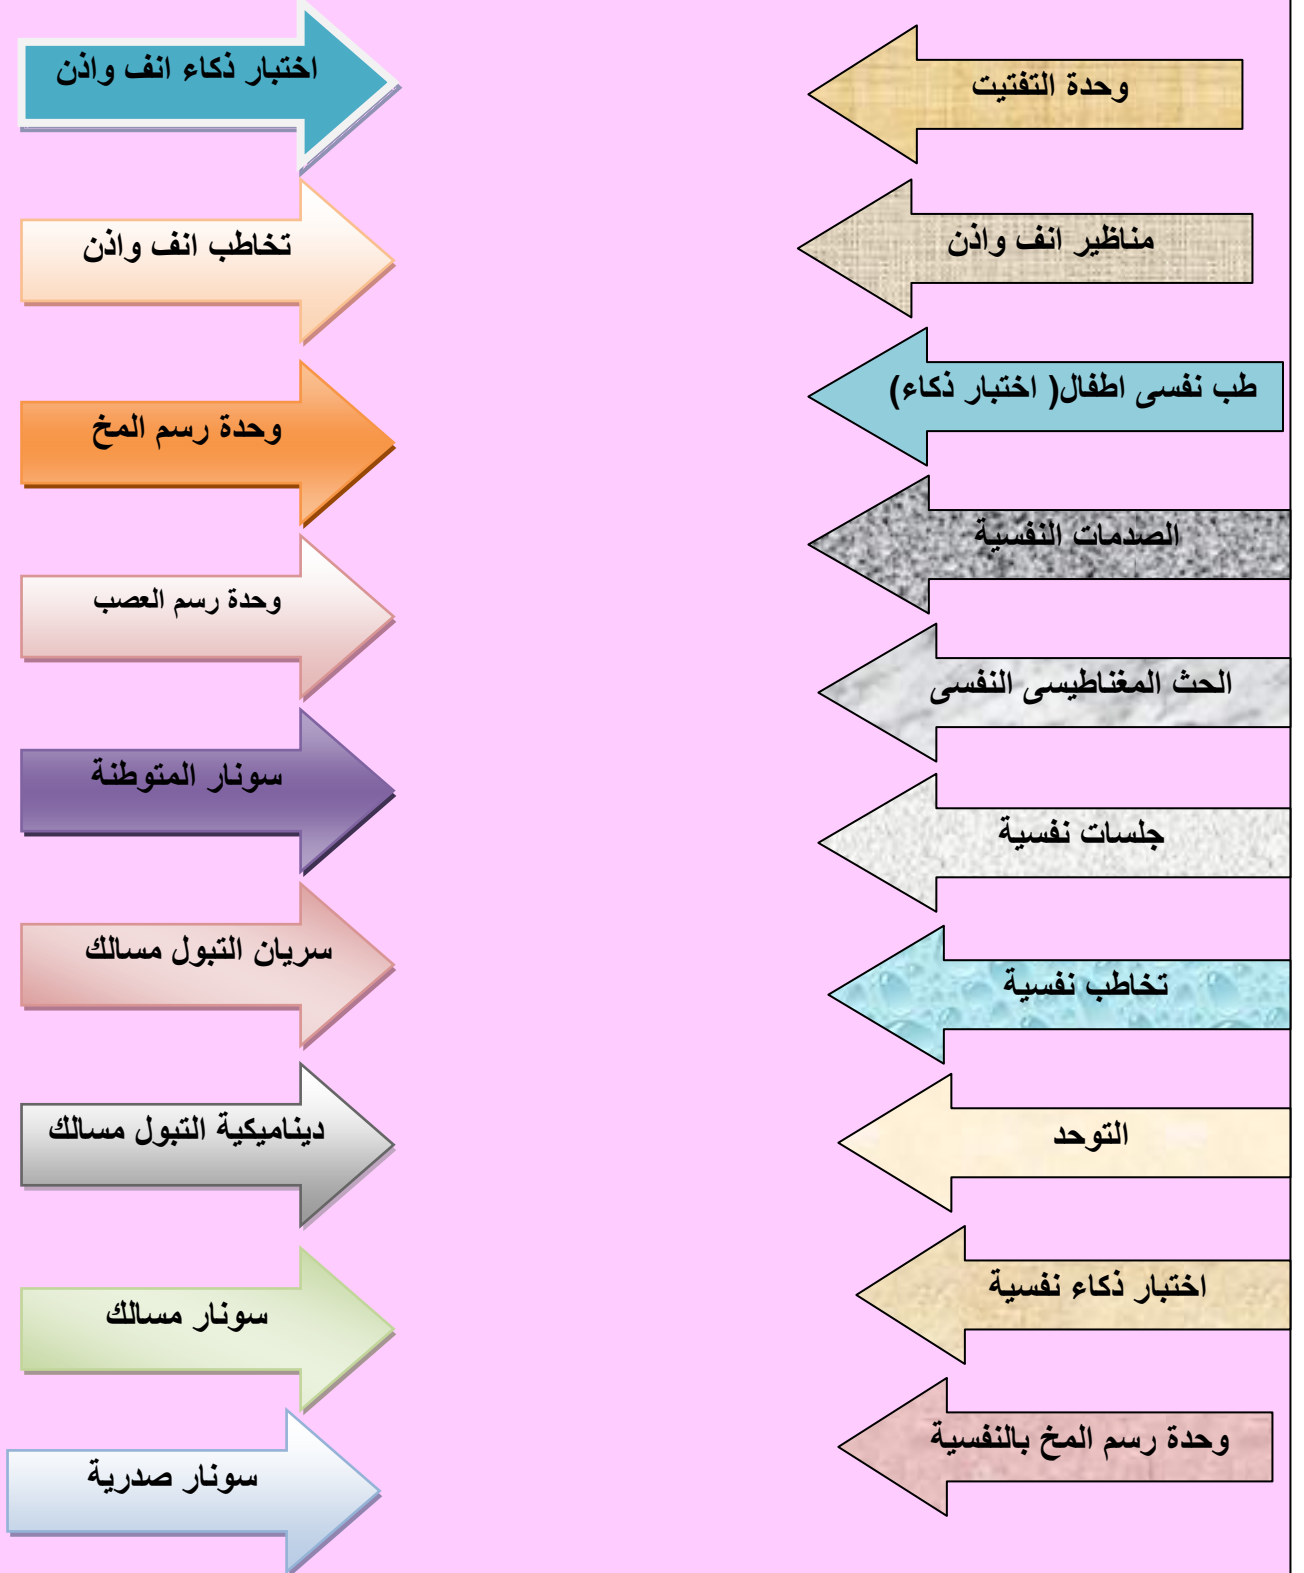 وحدة التفتيت
مناظير انف واذن
طب نفسى اطفال( اختبار ذكاء)
الصدمات النفسية
الحث المغناطيسى النفسى
جلسات نفسية
تخاطب نفسية
التوحد
اختبار ذكاء نفسية
وحدة رسم المخ بالنفسية
اختبار ذكاء انف واذن
تخاطب انف واذن
وحدة رسم المخ
وحدة رسم العصب
سونار المتوطنة
سريان التبول مسالك
ديناميكية التبول مسالك
سونار مسالك
سونار صدرية